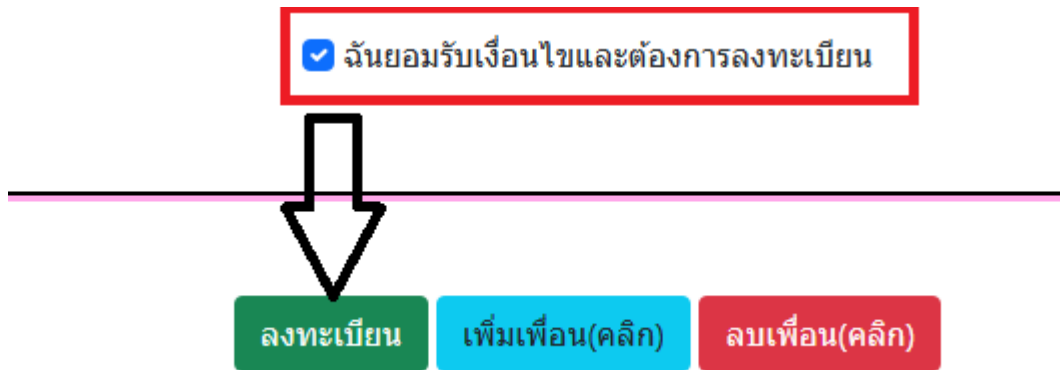 ฉันยอมรับเงื่อนไขและต้องการลงทะเบียน
ลงทะเบียน เพิ่มเพื่อน(คลิก) ลบเพื่อน(คลิก)